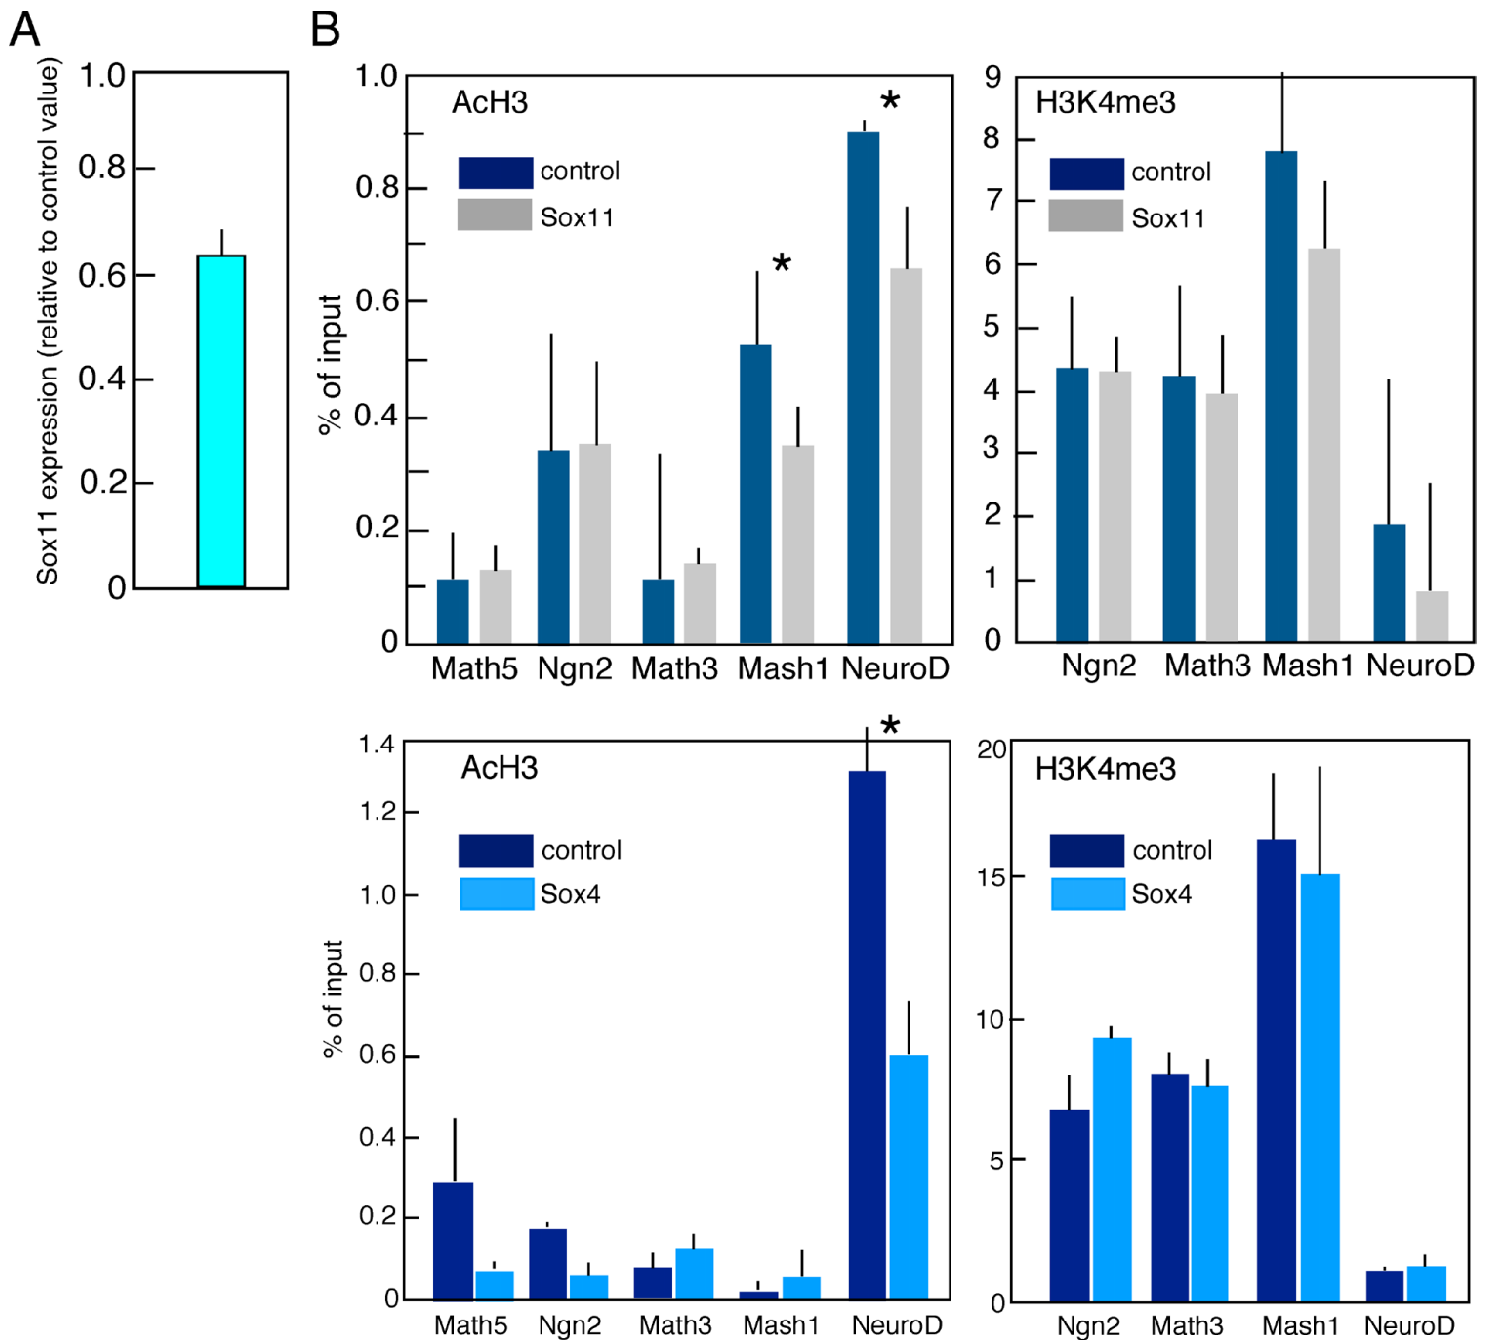 A
B
Sox11 expression (relative to control value)
1.0
0.8
0.6
0.4
0.2
0
% of input
1.0
0.8
0.6
0.4
0.2
0
AcH3
control
Sox11
*
*
Math5 Ngn2 Math3 Mash1 NeuroD
9
8
7
6
5
4
3
2
1
0
H3K4me3
control
Sox11
Ngn2 Math3 Mash1 NeuroD
% of input
1.4
1.2
1.0
0.8
0.6
0.4
0.2
0
AcH3
control
Sox4
*
Math5 Ngn2 Math3 Mash1 NeuroD
20
15
10
5
0
H3K4me3
control
Sox4
Ngn2 Math3 Mash1 NeuroD